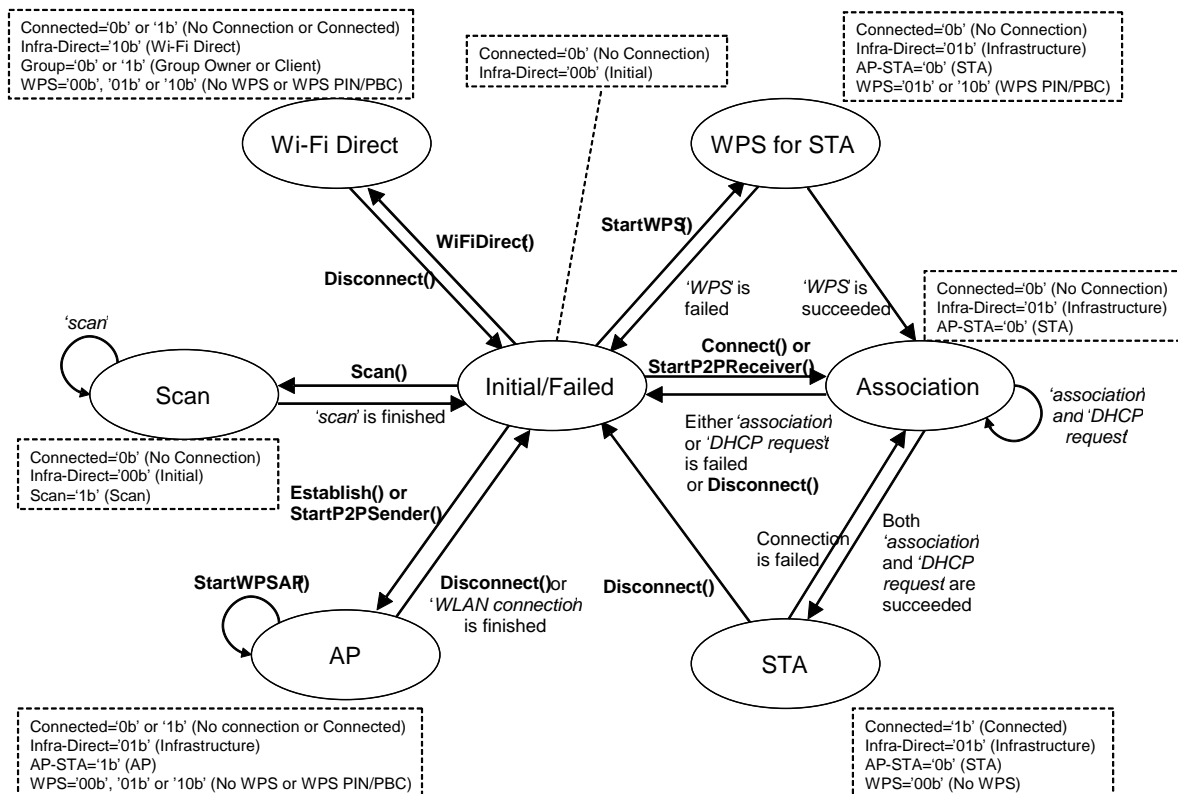 Connected='0b' or '1b' (No Connection or Connected)
Infra-Direct='10b' (Wi-Fi Direct)
Group='0b' or '1b' (Group Owner or Client)
WPS='00b', '01b' or '10b' (No WPS or WPS PIN/PBC)
Connected='0b' (No Connection)
Infra-Direct='00b' (Initial)
Connected='0b' (No Connection)
Infra-Direct='01b' (Infrastructure)
AP-STA='0b' (STA)
WPS='01b' or '10b' (WPS PIN/PBC)
Wi-Fi Direct
WPS for STA
WiFiDirect()
Disconnect()
StartWPS()
'WPS' is
failed
'WPS' is
succeeded
Connected='0b' (No Connection)
Infra-Direct='01b' (Infrastructure)
AP-STA='0b' (STA)
'scan'
Scan
Scan()
'scan' is finished
Initial/Failed
Connect() or
StartP2PReceiver()
Association
'association'
and 'DHCP
request'
Either 'association'
or 'DHCP request'
is failed
or Disconnect()
Connected='0b' (No Connection)
Infra-Direct='00b' (Initial)
Scan='1b' (Scan)
Establish() or
StartP2PSender()
Connection
is failed
Both
'association'
and 'DHCP
request' are
succeeded
StartWPSAP()
Disconnect() or
'WLAN connection'
is finished
Disconnect()
AP
STA
Connected='0b' or '1b' (No connection or Connected)
Infra-Direct='01b' (Infrastructure)
AP-STA='1b' (AP)
WPS='00b', '01b' or '10b' (No WPS or WPS PIN/PBC)
Connected='1b' (Connected)
Infra-Direct='01b' (Infrastructure)
AP-STA='0b' (STA)
WPS='00b' (No WPS)